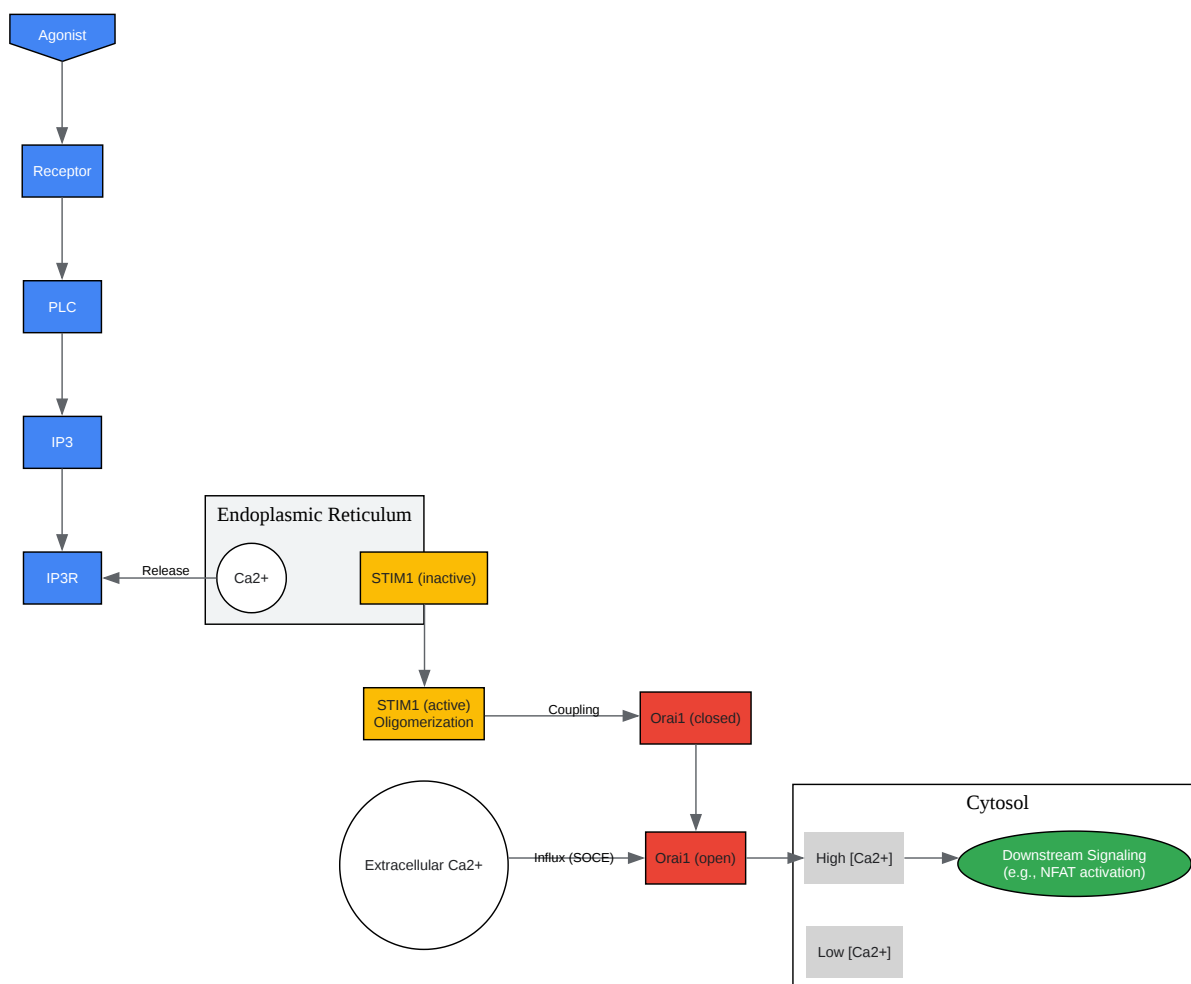 Agonist
Receptor
PLC
IP3
Endoplasmic Reticulum
IP3R
Release
Ca2+
STIM1 (inactive)
STIM1 (active)
Oligomerization
Coupling
Orai1 (closed)
Cytosol
Extracellular Ca2+
Influx (SOCE)
Orai1 (open)
High [Ca2+]
Downstream Signaling
(e.g., NFAT activation)
Low [Ca2+]